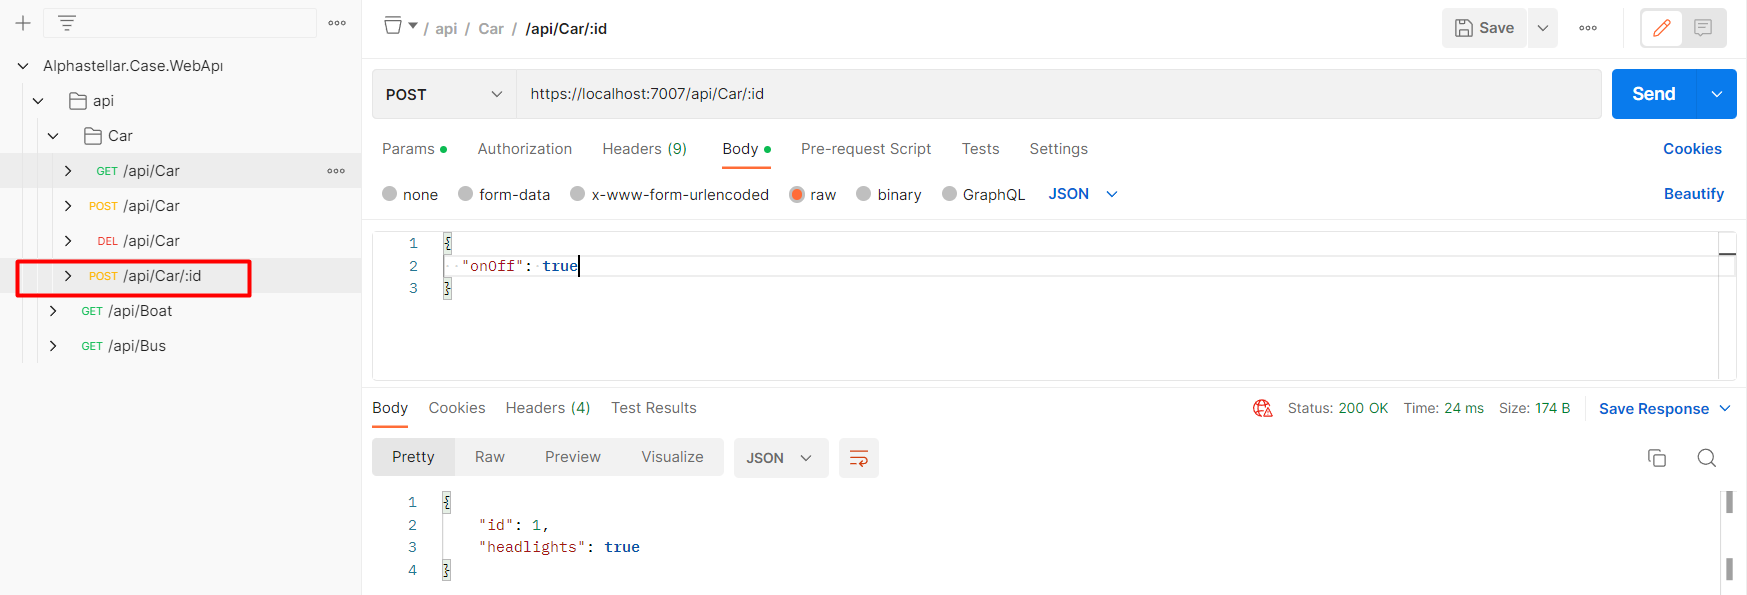 Alphastellar.Case.WebApı
api
Car
GET /api/Car
POST /api/Car
DEL /api/Car
POST /api/Car/:id
GET /api/Boat
GET /api/Bus
/ api / Car / /api/Car/:id
Save
POST https://localhost:7007/api/Car/:id Send
Params Authorization Headers (9) Body Pre-request Script Tests Settings Cookies
none form-data x-www-form-urlencoded raw binary GraphQL JSON Beautify
1 {
2 "onOff": true
3 }
Body Cookies Headers (4) Test Results Status: 200 OK Time: 24 ms Size: 174 B Save Response
Pretty Raw Preview Visualize JSON
1 {
2 "id": 1,
3 "headlights": true
4 }